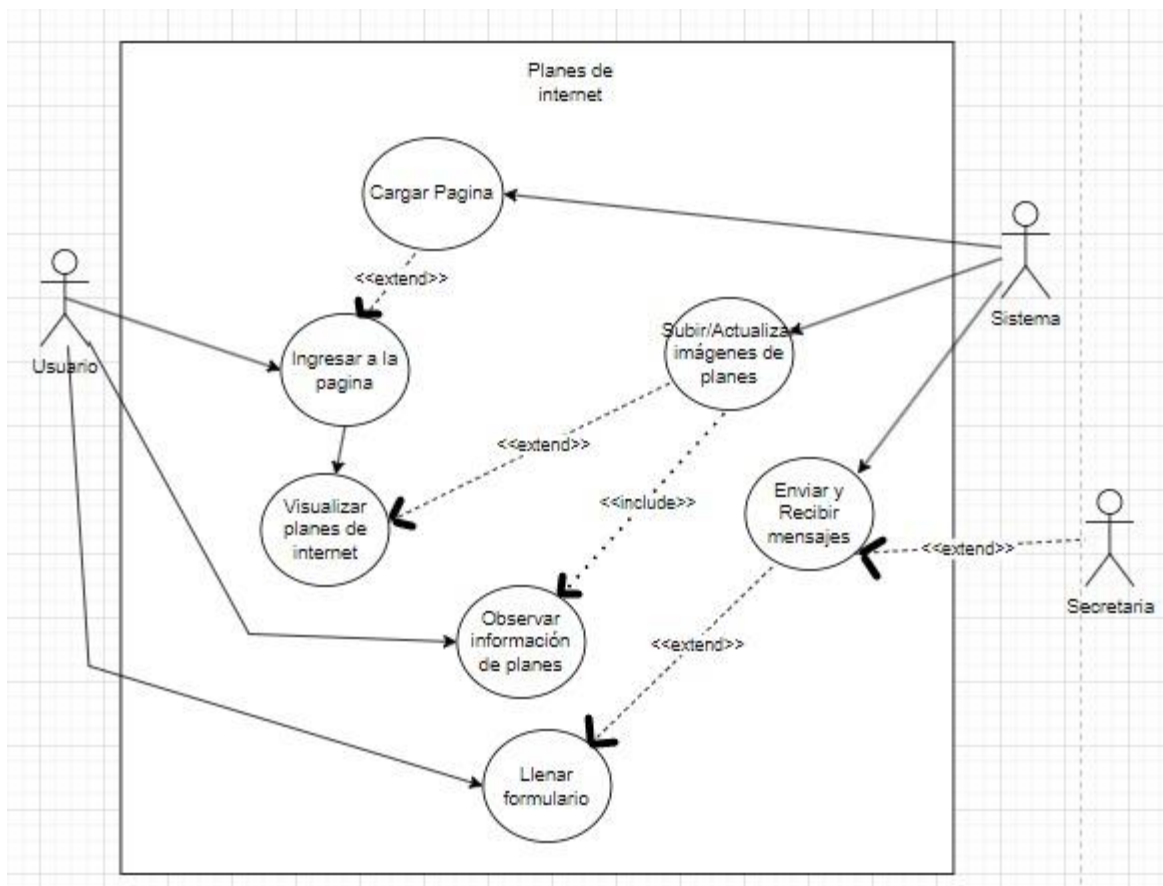 Planes de
internet
Cargar Pagina
<<extend>>
Sistema
Usuario
Ingresar a la
pagina
Subir/Actualiza
imágenes de
planes
<<extend>>
Visualizar
planes de
internet
<<include>>
Enviar y
Recibir
mensajes
<<extend>>
Secretaria
Observar
información
de planes
<<extend>>
Llenar
formulario